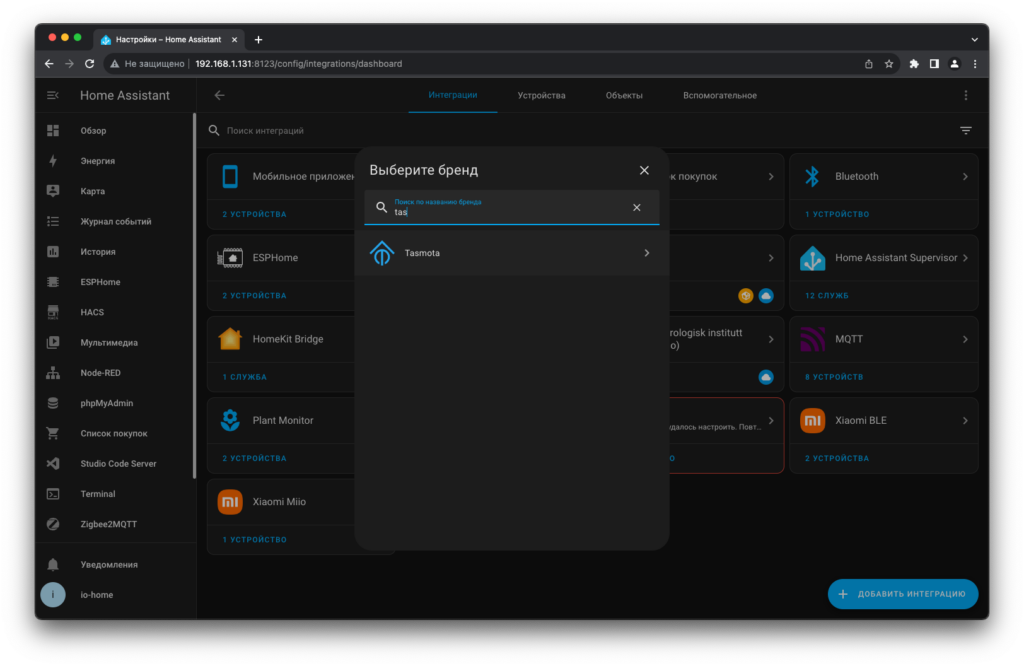 Настройки – Home Assistant
Не защищено
192.168.1.131:8123/config/integrations/dashboard
Home Assistant
Интеграции
Устройства
Объекты
Вспомогательное
Обзор
Энергия
Карта
Журнал событий
История
ESPHome
HACS
Мультимедиа
Node-RED
phpMyAdmin
Список покупок
Studio Code Server
Terminal
Zigbee2MQTT
Уведомления
i
io-home
Поиск интеграций
Выберите бренд
Поиск по названию бренда
tas
Tasmota
Мобильное приложен
2 УСТРОЙСТВА
к покупок
Bluetooth
1 УСТРОЙСТВО
ESPHome
2 УСТРОЙСТВА
Home Assistant Supervisor
12 СЛУЖБ
HomeKit Bridge
1 СЛУЖБА
rologisk institutt
o)
MQTT
8 УСТРОЙСТВ
Plant Monitor
2 УСТРОЙСТВА
удалось настроить. Повт...
О
Xiaomi BLE
2 УСТРОЙСТВА
Xiaomi Miio
1 УСТРОЙСТВО
ДОБАВИТЬ ИНТЕГРАЦИЮ